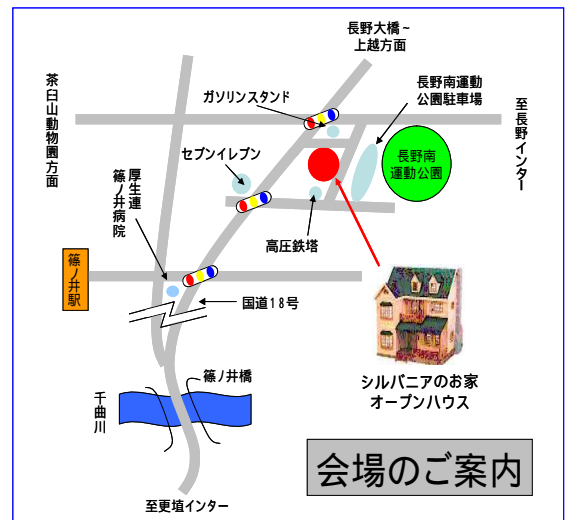 長野大橋~
上越方面
茶臼山動物園方面
ガソリンスタンド
長野南運動
公園駐車場
至長野インター
セブンイレブン
長野南
運動公園
厚生連
篠ノ井病院
高圧鉄塔
篠ノ井駅
国道18号
シルバニアのお家
オープンハウス
篠ノ井橋
千曲川
会場のご案内
至更埴インター